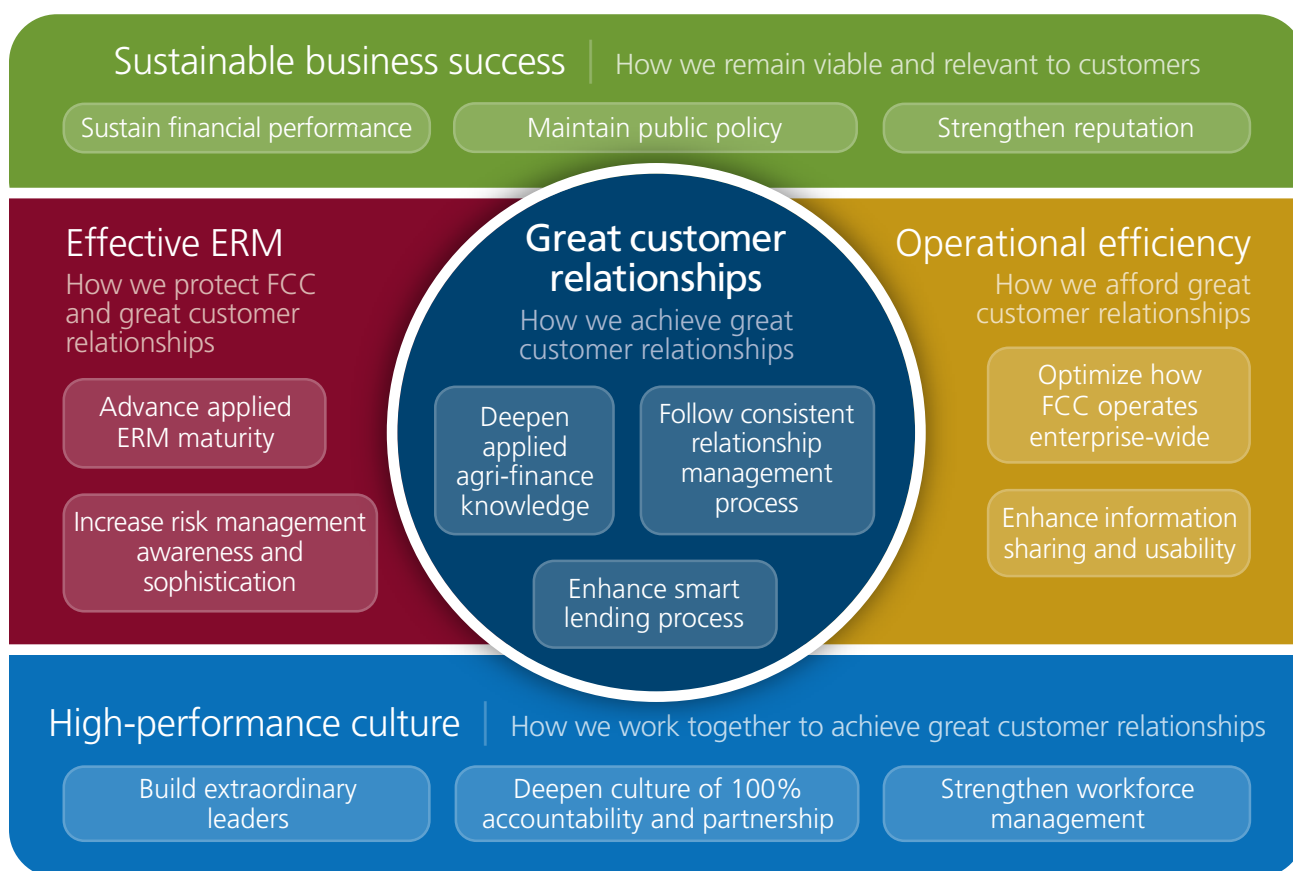 Sustainable business success
How we remain viable and relevant to customers
Sustain financial performance
Maintain public policy
Strengthen reputation
Effective ERM
How we protect FCC
and great customer
relationships
Advance applied
ERM maturity
Increase risk management
awareness and
sophistication
Great customer
relationships
How we achieve great
customer relationships
Deepen
applied
agri-finance
knowledge
Follow consistent
relationship
management
process
Enhance smart
lending process
Operational efficiency
How we afford great
customer relationships
Optimize how
FCC operates
enterprise-wide
Enhance information
sharing and usability
High-performance culture
How we work together to achieve great customer relationships
Build extraordinary
leaders
Deepen culture of 100%
accountability and partnership
Strengthen workforce
management